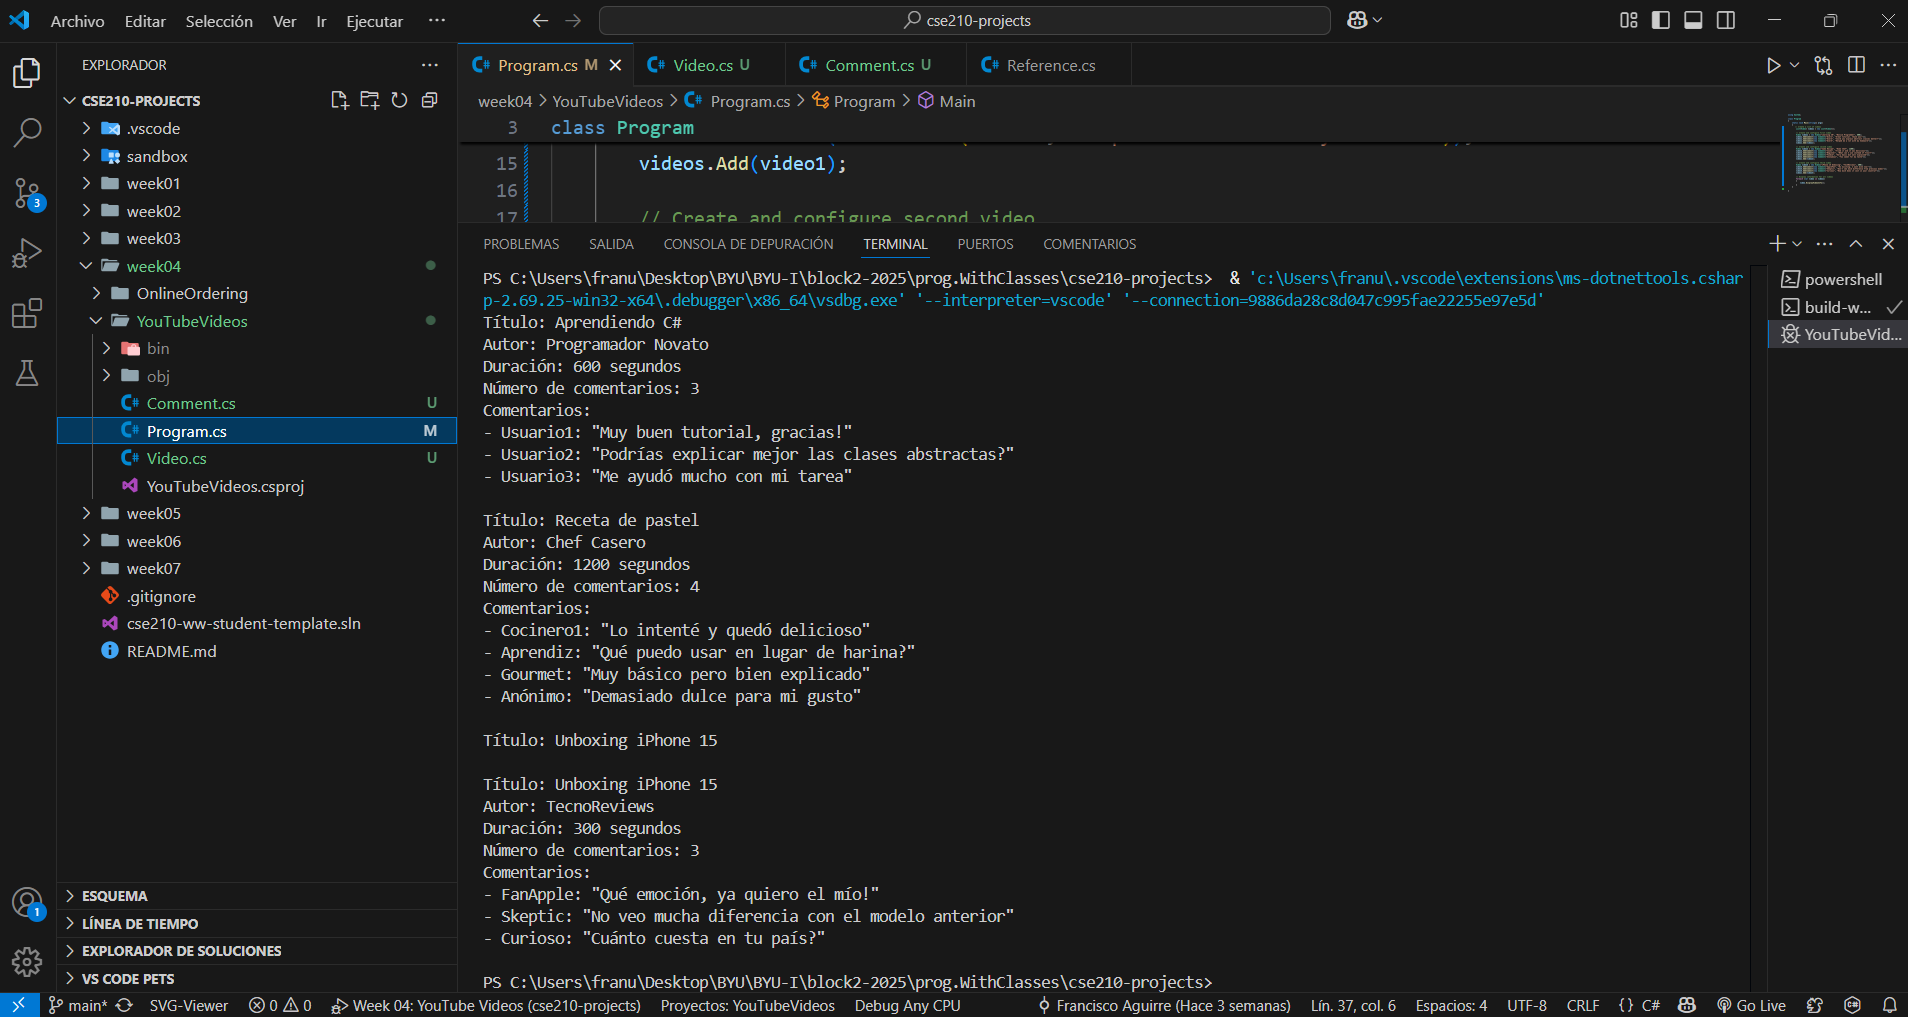 Archivo Editar Selección Ver Ir Ejecutar ··· cse210-projects
EXPLORADOR
CSE210-PROJECTS
.vscode
sandbox
week01
week02
week03
week04
OnlineOrdering
YouTubeVideos
bin
obj
Comment.cs U
Program.cs M
Video.cs U
YouTubeVideos.csproj
week05
week06
week07
.gitignore
cse210-ww-student-template.sln
README.md
ESQUEMA
LÍNEA DE TIEMPO
EXPLORADOR DE SOLUCIONES
VS CODE PETS
3
1
Program.cs M Video.cs U Comment.cs U Reference.cs
week04 > YouTubeVideos > Program.cs > Program > Main
3 class Program
15 videos.Add(video1);
16
17 // Create and configure second video
PROBLEMAS SALIDA CONSOLA DE DEPURACIÓN TERMINAL PUERTOS COMENTARIOS
PS C:\Users\franu\Desktop\BYU\BYU-I\block2-2025\prog.WithClasses\cse210-projects> & 'c:\Users\franu\.vscode\extensions\ms-dotnettools.cshar
p-2.69.25-win32-x64\.debugger\x86_64\vsdbg.exe' '--interpreter=vscode' '--connection=9886da28c8d047c995fae22255e97e5d'
Título: Aprendiendo C#
Autor: Programador Novato
Duración: 600 segundos
Número de comentarios: 3
Comentarios:
- Usuario1: "Muy buen tutorial, gracias!"
- Usuario2: "Podrías explicar mejor las clases abstractas?"
- Usuario3: "Me ayudó mucho con mi tarea"
Título: Receta de pastel
Autor: Chef Casero
Duración: 1200 segundos
Número de comentarios: 4
Comentarios:
- Cocinero1: "Lo intenté y quedó delicioso"
- Aprendiz: "Qué puedo usar en lugar de harina?"
- Gourmet: "Muy básico pero bien explicado"
- Anónimo: "Demasiado dulce para mi gusto"
Título: Unboxing iPhone 15
Título: Unboxing iPhone 15
Autor: TecnoReviews
Duración: 300 segundos
Número de comentarios: 3
Comentarios:
- FanApple: "Qué emoción, ya quiero el mío!"
- Skeptic: "No veo mucha diferencia con el modelo anterior"
- Curioso: "Cuánto cuesta en tu país?"
PS C:\Users\franu\Desktop\BYU\BYU-I\block2-2025\prog.WithClasses\cse210-projects>
powershell
build-w...
YouTubeVid...
main* SVG-Viewer 0 0 Week 04: YouTube Videos (cse210-projects) Proyectos: YouTubeVideos Debug Any CPU Francisco Aguirre (Hace 3 semanas) Lín. 37, col. 6 Espacios: 4 UTF-8 CRLF {} C# Go Live